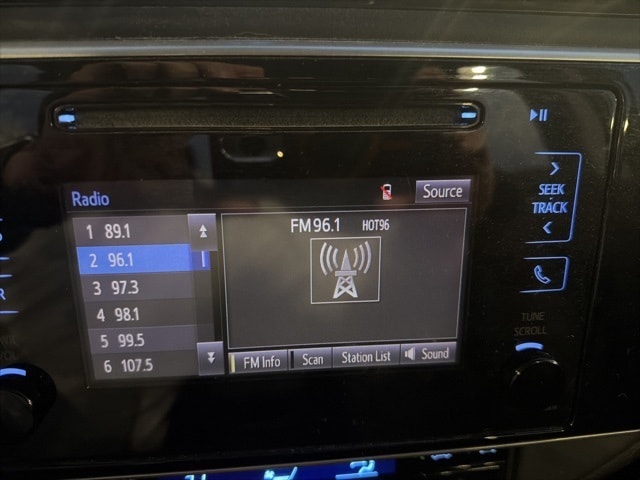 Radio
Source
1 89.1
2 96.1
3 97.3
4 98.1
5 99.5
6 107.5
FM 96.1 HOT96
FM Info
Scan
Station List
Sound
SEEK
TRACK
TUNE
SCROLL